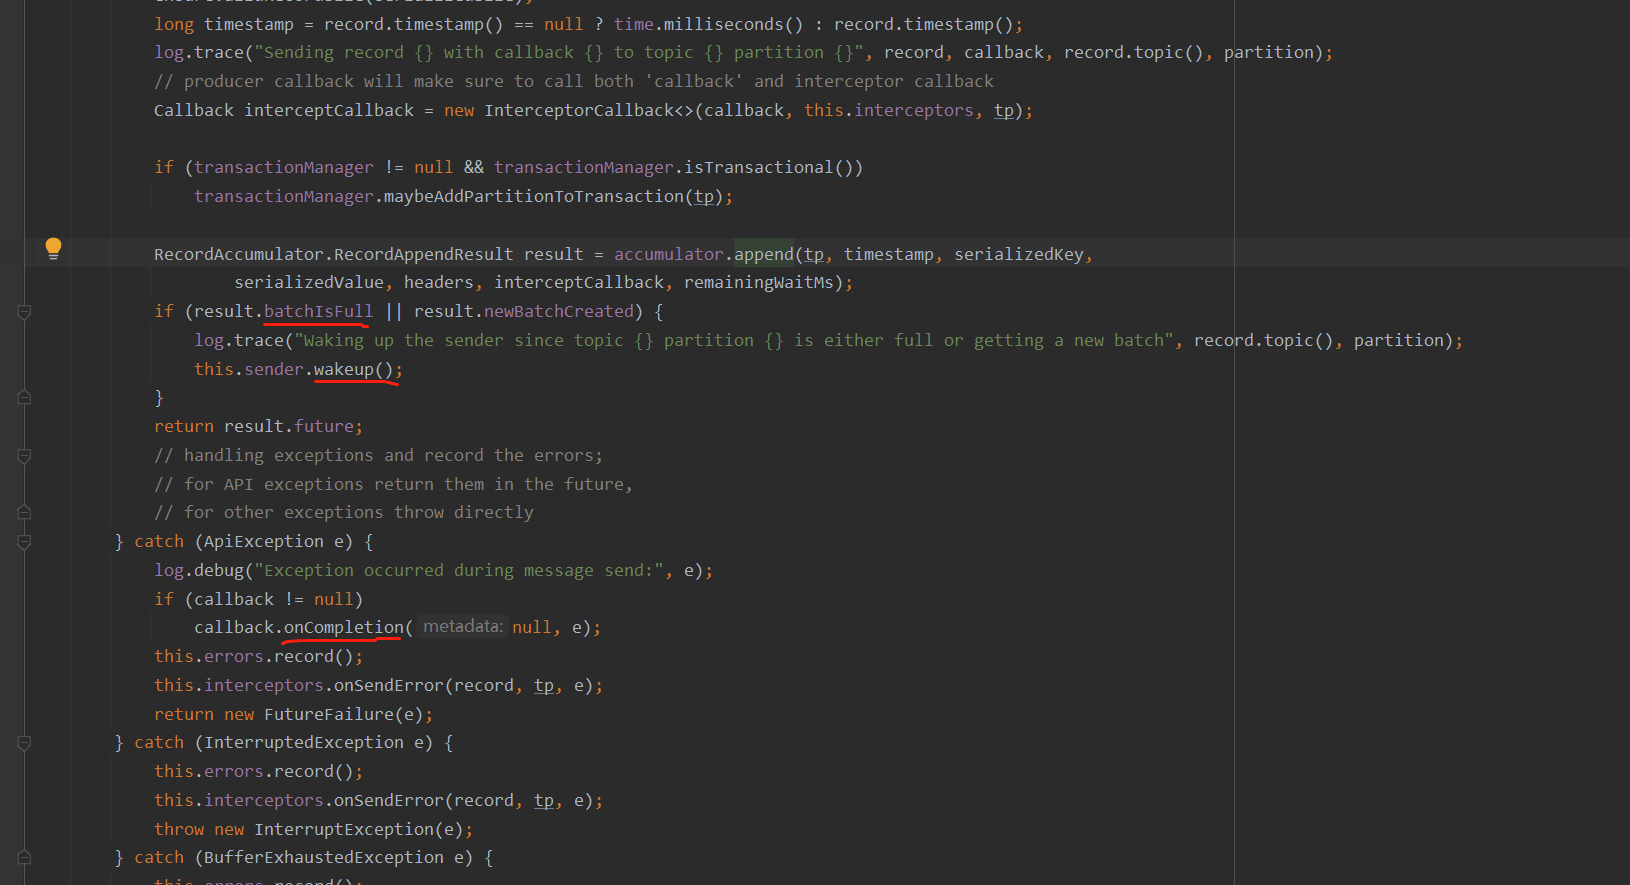 long timestamp = record.timestamp() == null ? time.milliseconds() : record.timestamp();
log.trace("Sending record {} with callback {} to topic {} partition {}", record, callback, record.topic(), partition);
// producer callback will make sure to call both 'callback' and interceptor callback
Callback interceptCallback = new InterceptorCallback<>(callback, this.interceptors, tp);
if (transactionManager != null && transactionManager.isTransactional())
transactionManager.maybeAddPartitionToTransaction(tp);
RecordAccumulator.RecordAppendResult result = accumulator.append(tp, timestamp, serializedKey,
serializedValue, headers, interceptCallback, remainingWaitMs);
if (result.batchIsFull || result.newBatchCreated) {
log.trace("Waking up the sender since topic {} partition {} is either full or getting a new batch", record.topic(), partition);
this.sender.wakeup();
}
return result.future;
// handling exceptions and record the errors;
// for API exceptions return them in the future,
// for other exceptions throw directly
} catch (ApiException e) {
log.debug("Exception occurred during message send:", e);
if (callback != null)
callback.onCompletion( metadata: null, e);
this.errors.record();
this.interceptors.onSendError(record, tp, e);
return new FutureFailure(e);
} catch (InterruptedException e) {
this.errors.record();
this.interceptors.onSendError(record, tp, e);
throw new InterruptException(e);
} catch (BufferExhaustedException e) {
this.errors.record();